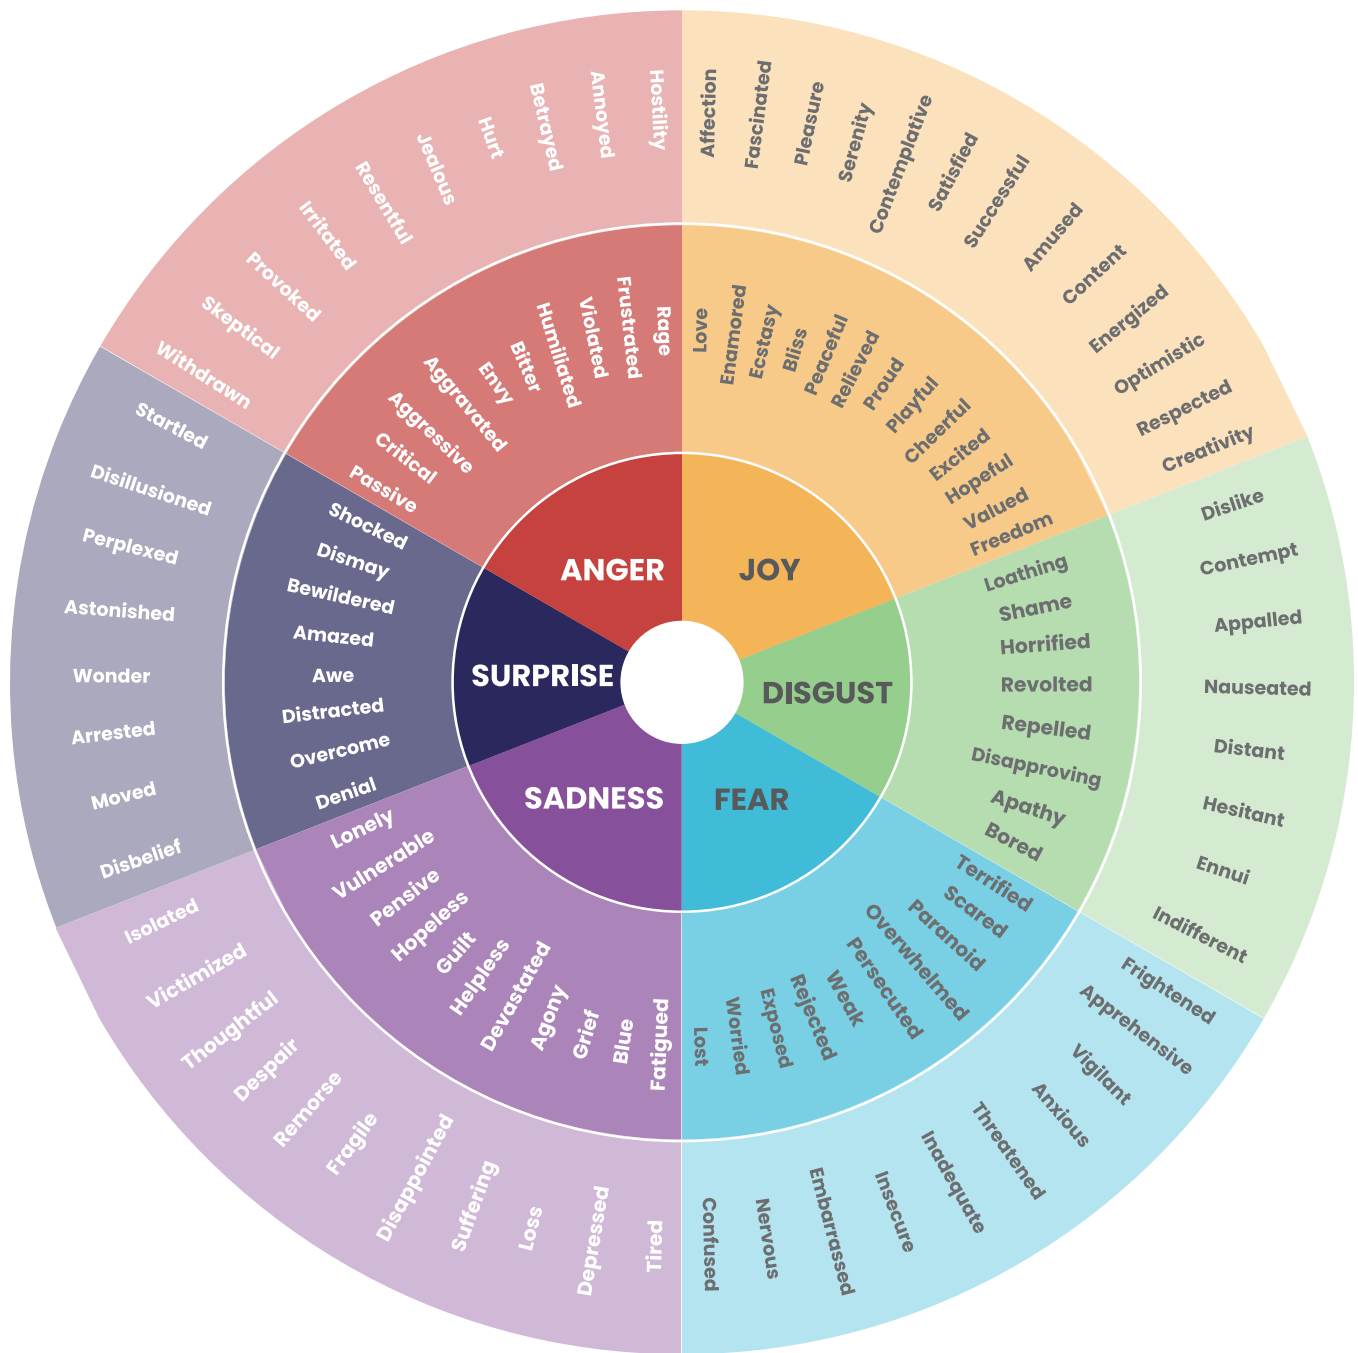 ANGER
JOY
DISGUST
FEAR
SADNESS
SURPRISE
Rage
Frustrated
Violated
Humiliated
Bitter
Envy
Aggravated
Aggressive
Critical
Passive
Hostility
Annoyed
Betrayed
Hurt
Jealous
Resentful
Irritated
Provoked
Skeptical
Withdrawn
Love
Enamored
Ecstasy
Bliss
Peaceful
Relieved
Proud
Playful
Cheerful
Excited
Hopeful
Valued
Freedom
Affection
Fascinated
Pleasure
Serenity
Contemplative
Satisfied
Successful
Amused
Content
Energized
Optimistic
Respected
Creativity
Loathing
Shame
Horrified
Revolted
Repelled
Disapproving
Apathy
Bored
Dislike
Contempt
Appalled
Nauseated
Distant
Hesitant
Ennui
Indifferent
Terrified
Scared
Paranoid
Overwhelmed
Persecuted
Weak
Rejected
Exposed
Worried
Lost
Frightened
Apprehensive
Vigilant
Anxious
Threatened
Inadequate
Insecure
Embarrassed
Nervous
Confused
Fatigued
Blue
Grief
Agony
Devastated
Helpless
Guilt
Hopeless
Pensive
Vulnerable
Lonely
Tired
Depressed
Loss
Suffering
Disappointed
Fragile
Remorse
Despair
Thoughtful
Victimized
Isolated
Denial
Overcome
Distracted
Awe
Amazed
Bewildered
Dismay
Shocked
Disbelief
Moved
Arrested
Wonder
Astonished
Perplexed
Disillusioned
Startled